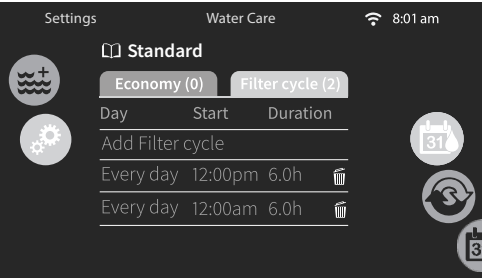 Settings Water Care 8:01 am
Standard
Economy (0) Filter cycle (2)
Day Start Duration
Add Filter cycle
Every day 12:00pm 6.0h
31
Every day 12:00am 6.0h
3